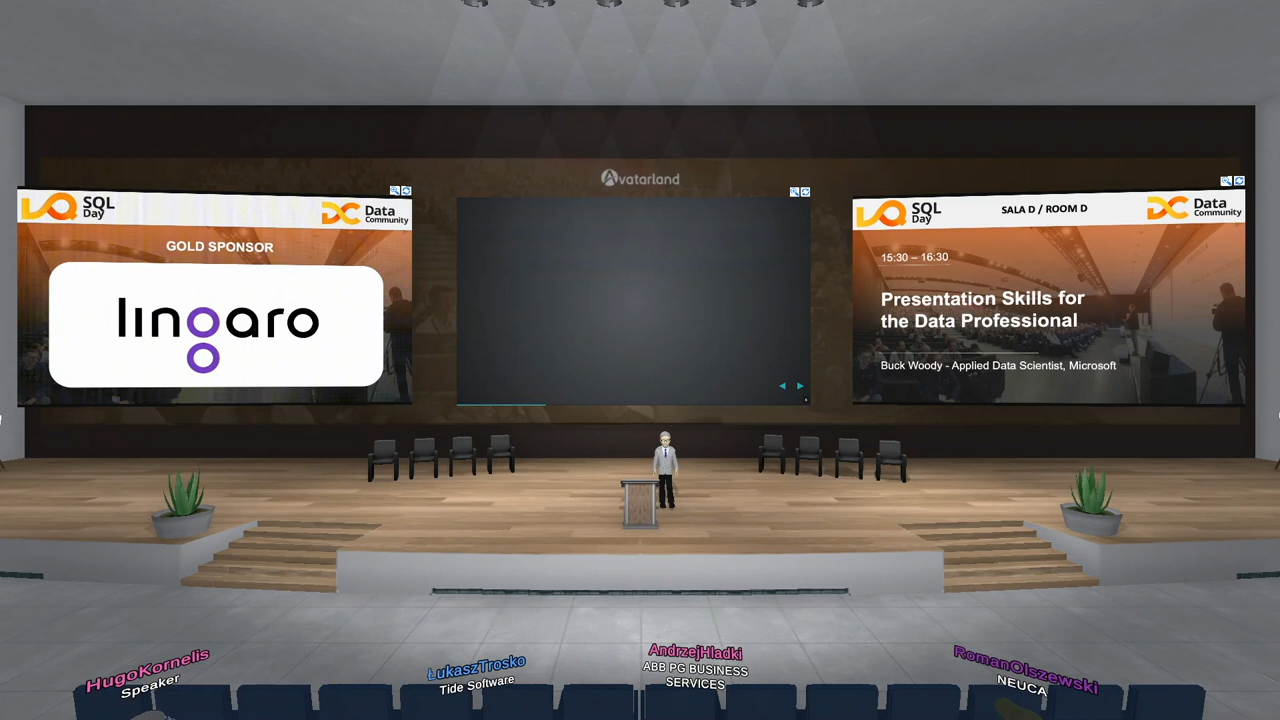 Avatarland
SQL
Day
Data
Community
GOLD SPONSOR
lingaro
SQL
Day
SALA D / ROOM D
Data
Community
15:30 – 16:30
Presentation Skills for
the Data Professional
Buck Woody - Applied Data Scientist, Microsoft
HugoKornelis
Speaker
ŁukaszTrosko
Tide Software
AndrzejHladki
ABB PG BUSINESS
SERVICES
RomanOlszewski
NEUCA